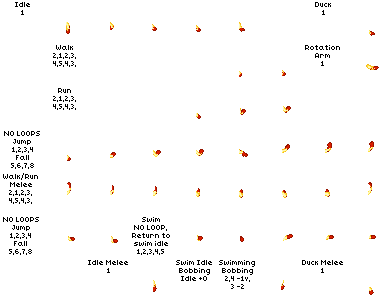 Idle
1
Duck
1
Walk
2,1,2,3,
4,5,4,3,
Rotation
Arm
1
Run
2,1,2,3,
4,5,4,3,
NO LOOPS
Jump
1,2,3,4
Fall
5,6,7,8
Walk/Run
Melee
2,1,2,3,
4,5,4,3,
NO LOOPS
Jump
1,2,3,4
Fall
5,6,7,8
Swim
NO LOOP,
Return to
swim idle
1,2,3,4,5
Idle Melee
1
Swim Idle
Bobbing
Idle +0
Swimming
Bobbing
2,4 -1v,
3 -2
Duck Melee
1